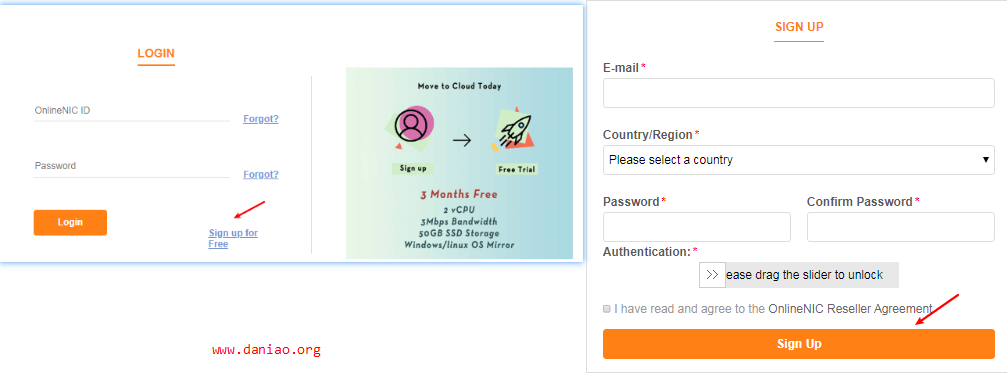 LOGIN
OnlineNIC ID
Forgot?
Password
Forgot?
Login
Sign up for
Free
Move to Cloud Today
Sign up
Free Trial
3 Months Free
2 vCPU
3Mbps Bandwidth
50GB SSD Storage
Windows/linux OS Mirror
www.daniao.org
SIGN UP
E-mail *
Country/Region *
Please select a country
Password *
Confirm Password *
Authentication: *
ease drag the slider to unlock
I have read and agree to the OnlineNIC Reseller Agreement
Sign Up